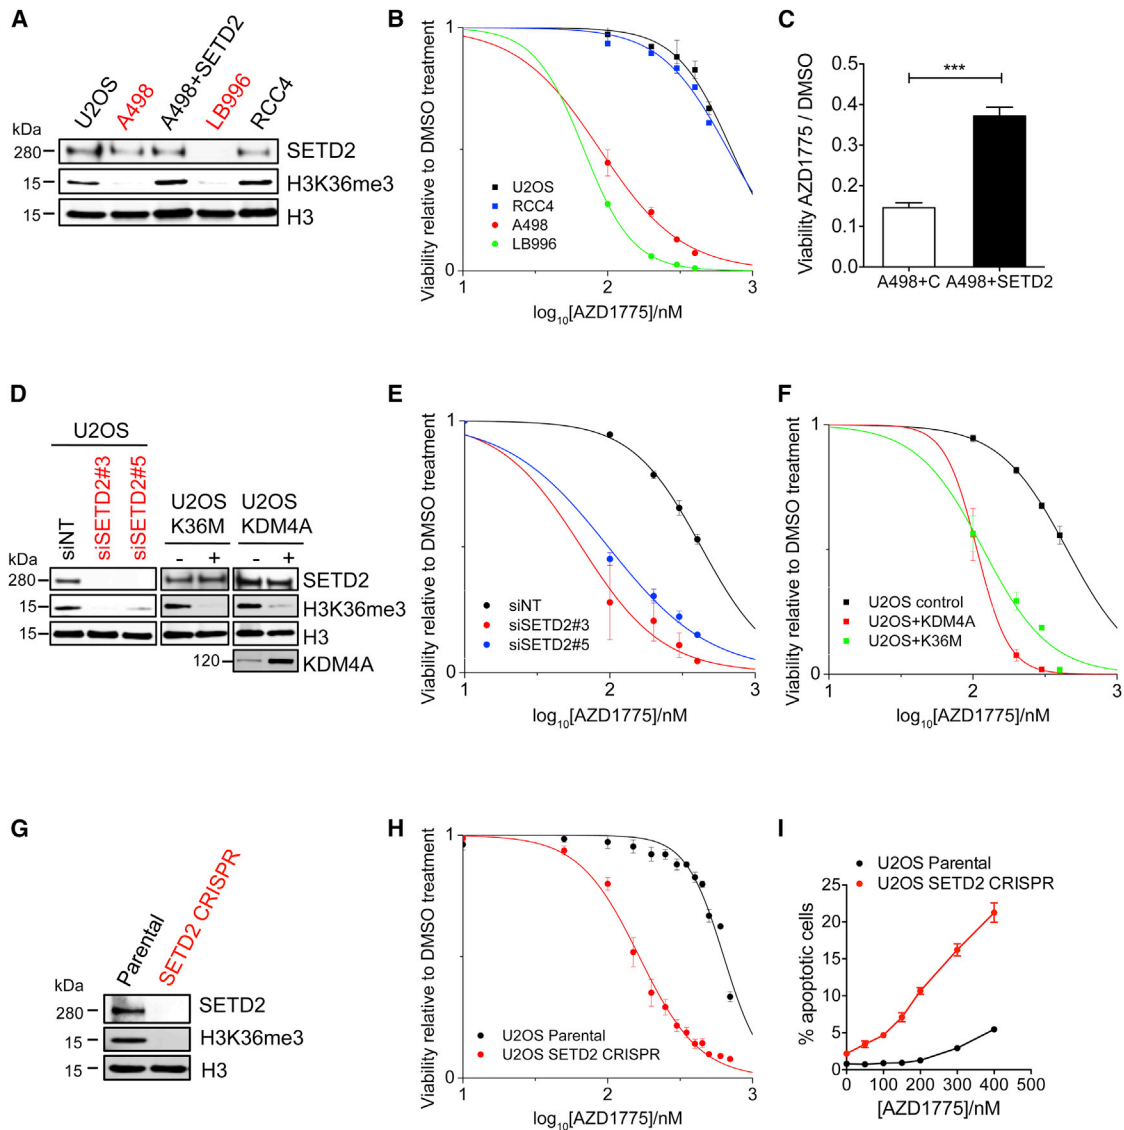 A
U2OS
A498
A498+SETD2
LB996
RCC4
kDa
280
SETD2
15
H3K36me3
15
H3
B
Viability relative to DMSO treatment
1
0
U2OS
RCC4
A498
LB996
1
2
3
log10[AZD1775]/nM
C
Viability AZD1775 / DMSO
0.5
0.4
0.3
0.2
0.1
0.0
***
A498+C
A498+SETD2
D
U2OS
siNT
siSETD2#3
siSETD2#5
U2OS
K36M
U2OS
KDM4A
- +
- +
kDa
280
SETD2
15
H3K36me3
15
H3
120
KDM4A
E
Viability relative to DMSO treatment
1
0
siNT
siSETD2#3
siSETD2#5
1
2
3
log10[AZD1775]/nM
F
Viability relative to DMSO treatment
1
0
U2OS control
U2OS+KDM4A
U2OS+K36M
1
2
3
log10[AZD1775]/nM
G
Parental
SETD2 CRISPR
kDa
280
SETD2
15
H3K36me3
15
H3
H
Viability relative to DMSO treatment
1
0
U2OS Parental
U2OS SETD2 CRISPR
1
2
3
log10[AZD1775]/nM
I
U2OS Parental
U2OS SETD2 CRISPR
% apoptotic cells
25
20
15
10
5
0
0
100
200
300
400
500
[AZD1775]/nM